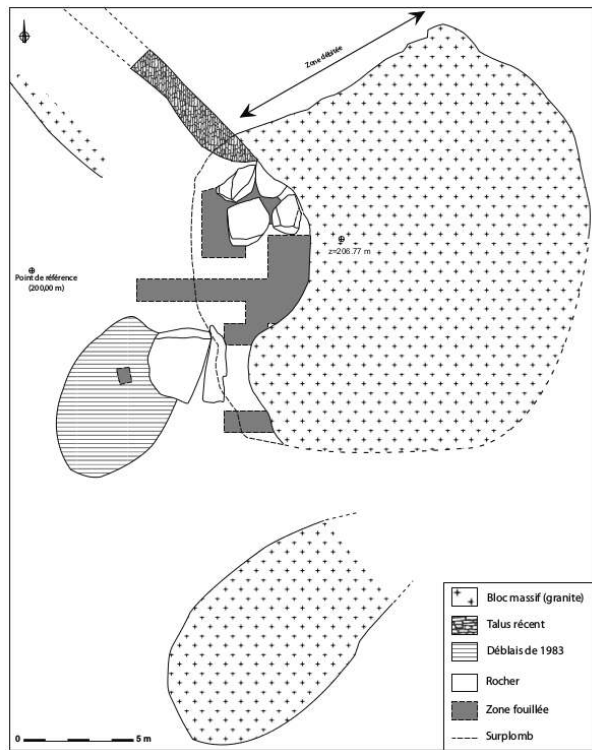 Zone débitée
z=206.77 m
Point de référence
(200,00 m)
Bloc massif (granite)
Talus récent
Déblais de 1983
Rocher
Zone fouillée
Surplomb
0 5 m